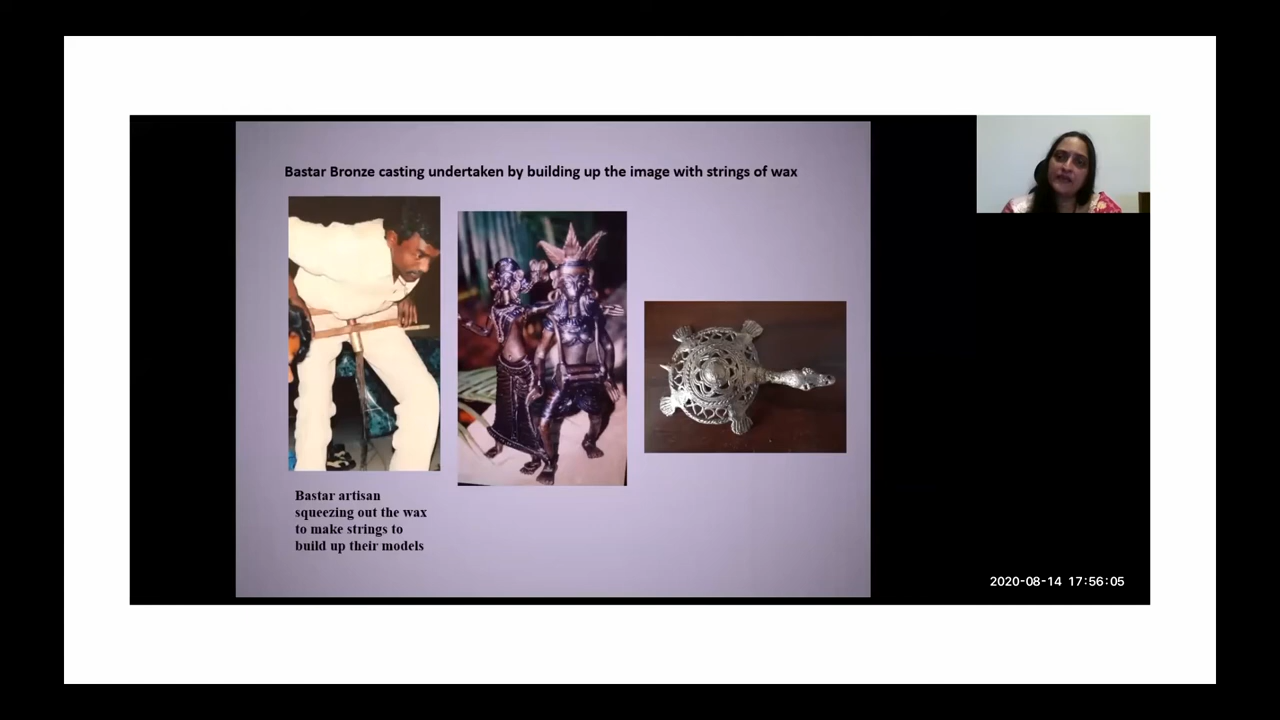 Bastar Bronze casting undertaken by building up the image with strings of wax
Bastar artisan
squeezing out the wax
to make strings to
build up their models
2020-08-14 17:56:05